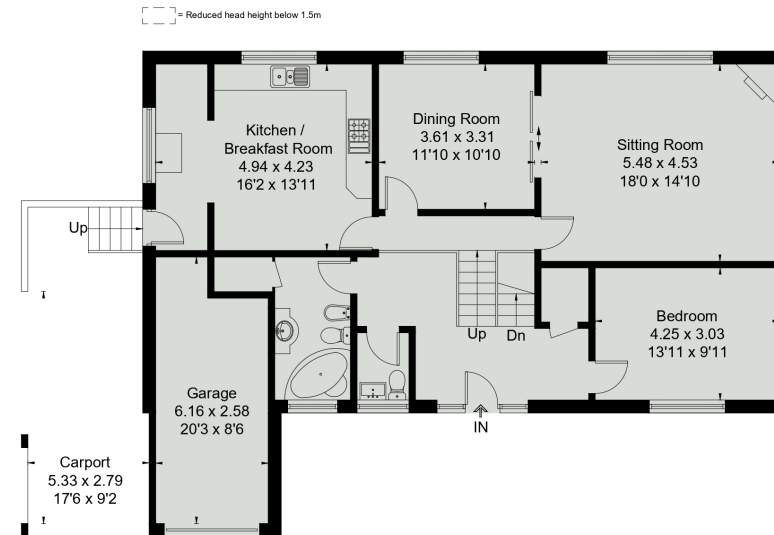 = Reduced head height below 1.5m
Kitchen /
Breakfast Room
4.94 x 4.23
16'2 x 13'11
Dining Room
3.61 x 3.31
11'10 x 10'10
Sitting Room
5.48 x 4.53
18'0 x 14'10
Up
Bedroom
4.25 x 3.03
13'11 x 9'11
Up
Dn
Garage
6.16 x 2.58
20'3 x 8'6
IN
Carport
5.33 x 2.79
17'6 x 9'2